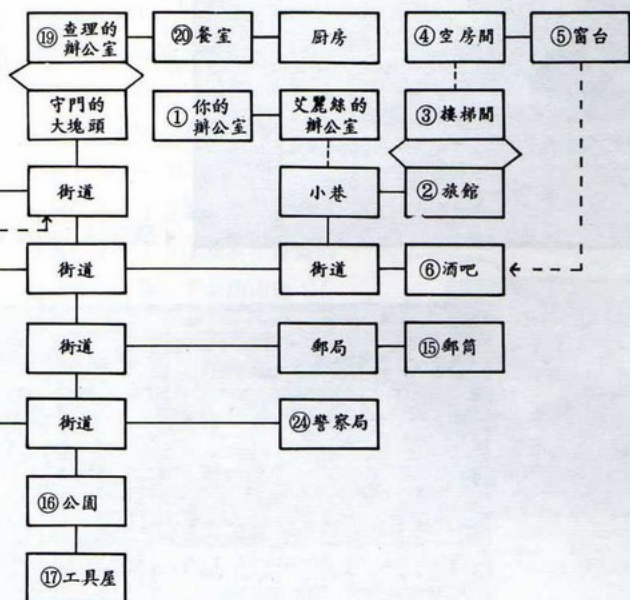 ⑲查理的
辦公室
⑳餐室
厨房
④空房間
⑤窗台
守門的
大塊頭
①你的
辦公室
艾麗絲的
辦公室
③樓梯間
街道
小巷
②旅館
街道
街道
⑥酒吧
街道
郵局
⑮郵筒
街道
㉔警察局
⑯公園
⑰工具屋